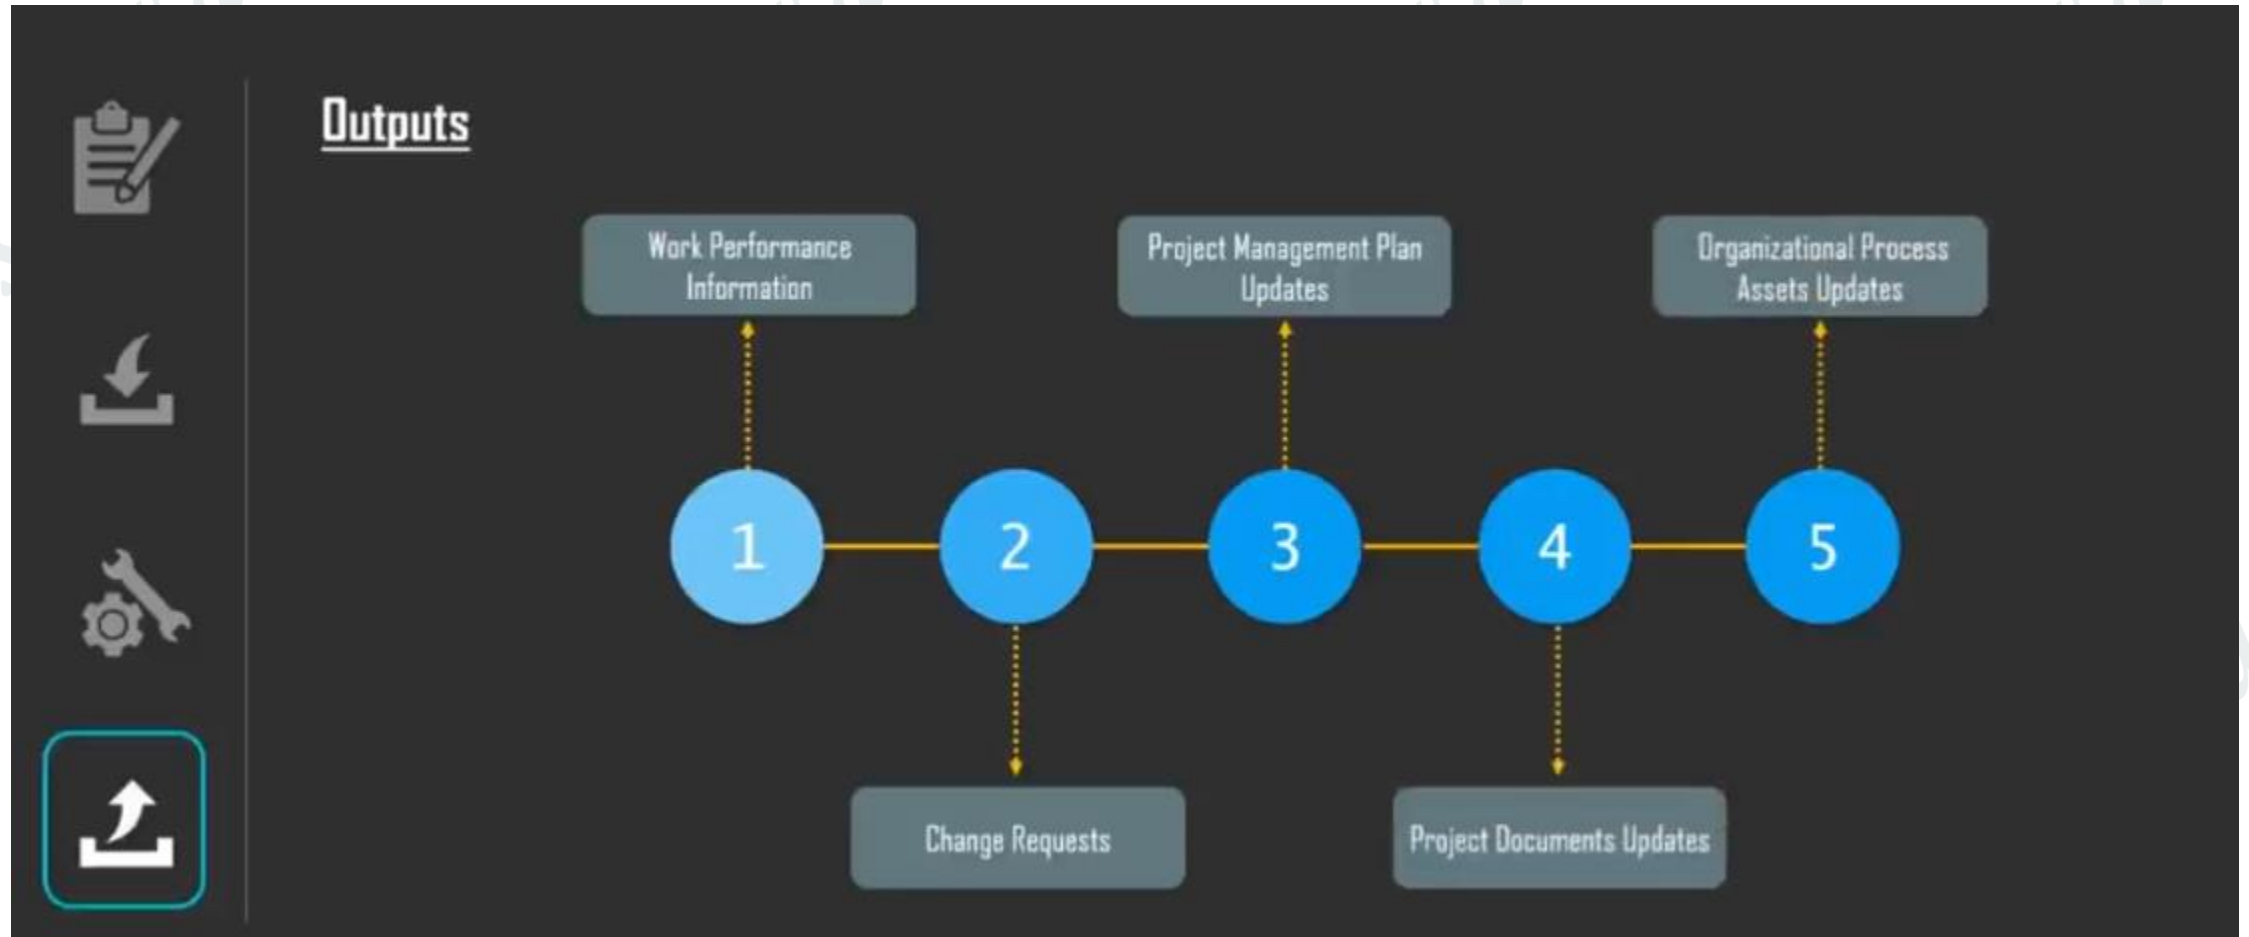 Outputs
Work Performance
Information
Project Management Plan
Updates
Organizational Process
Assets Updates
1
2
3
4
5
Change Requests
Project Documents Updates